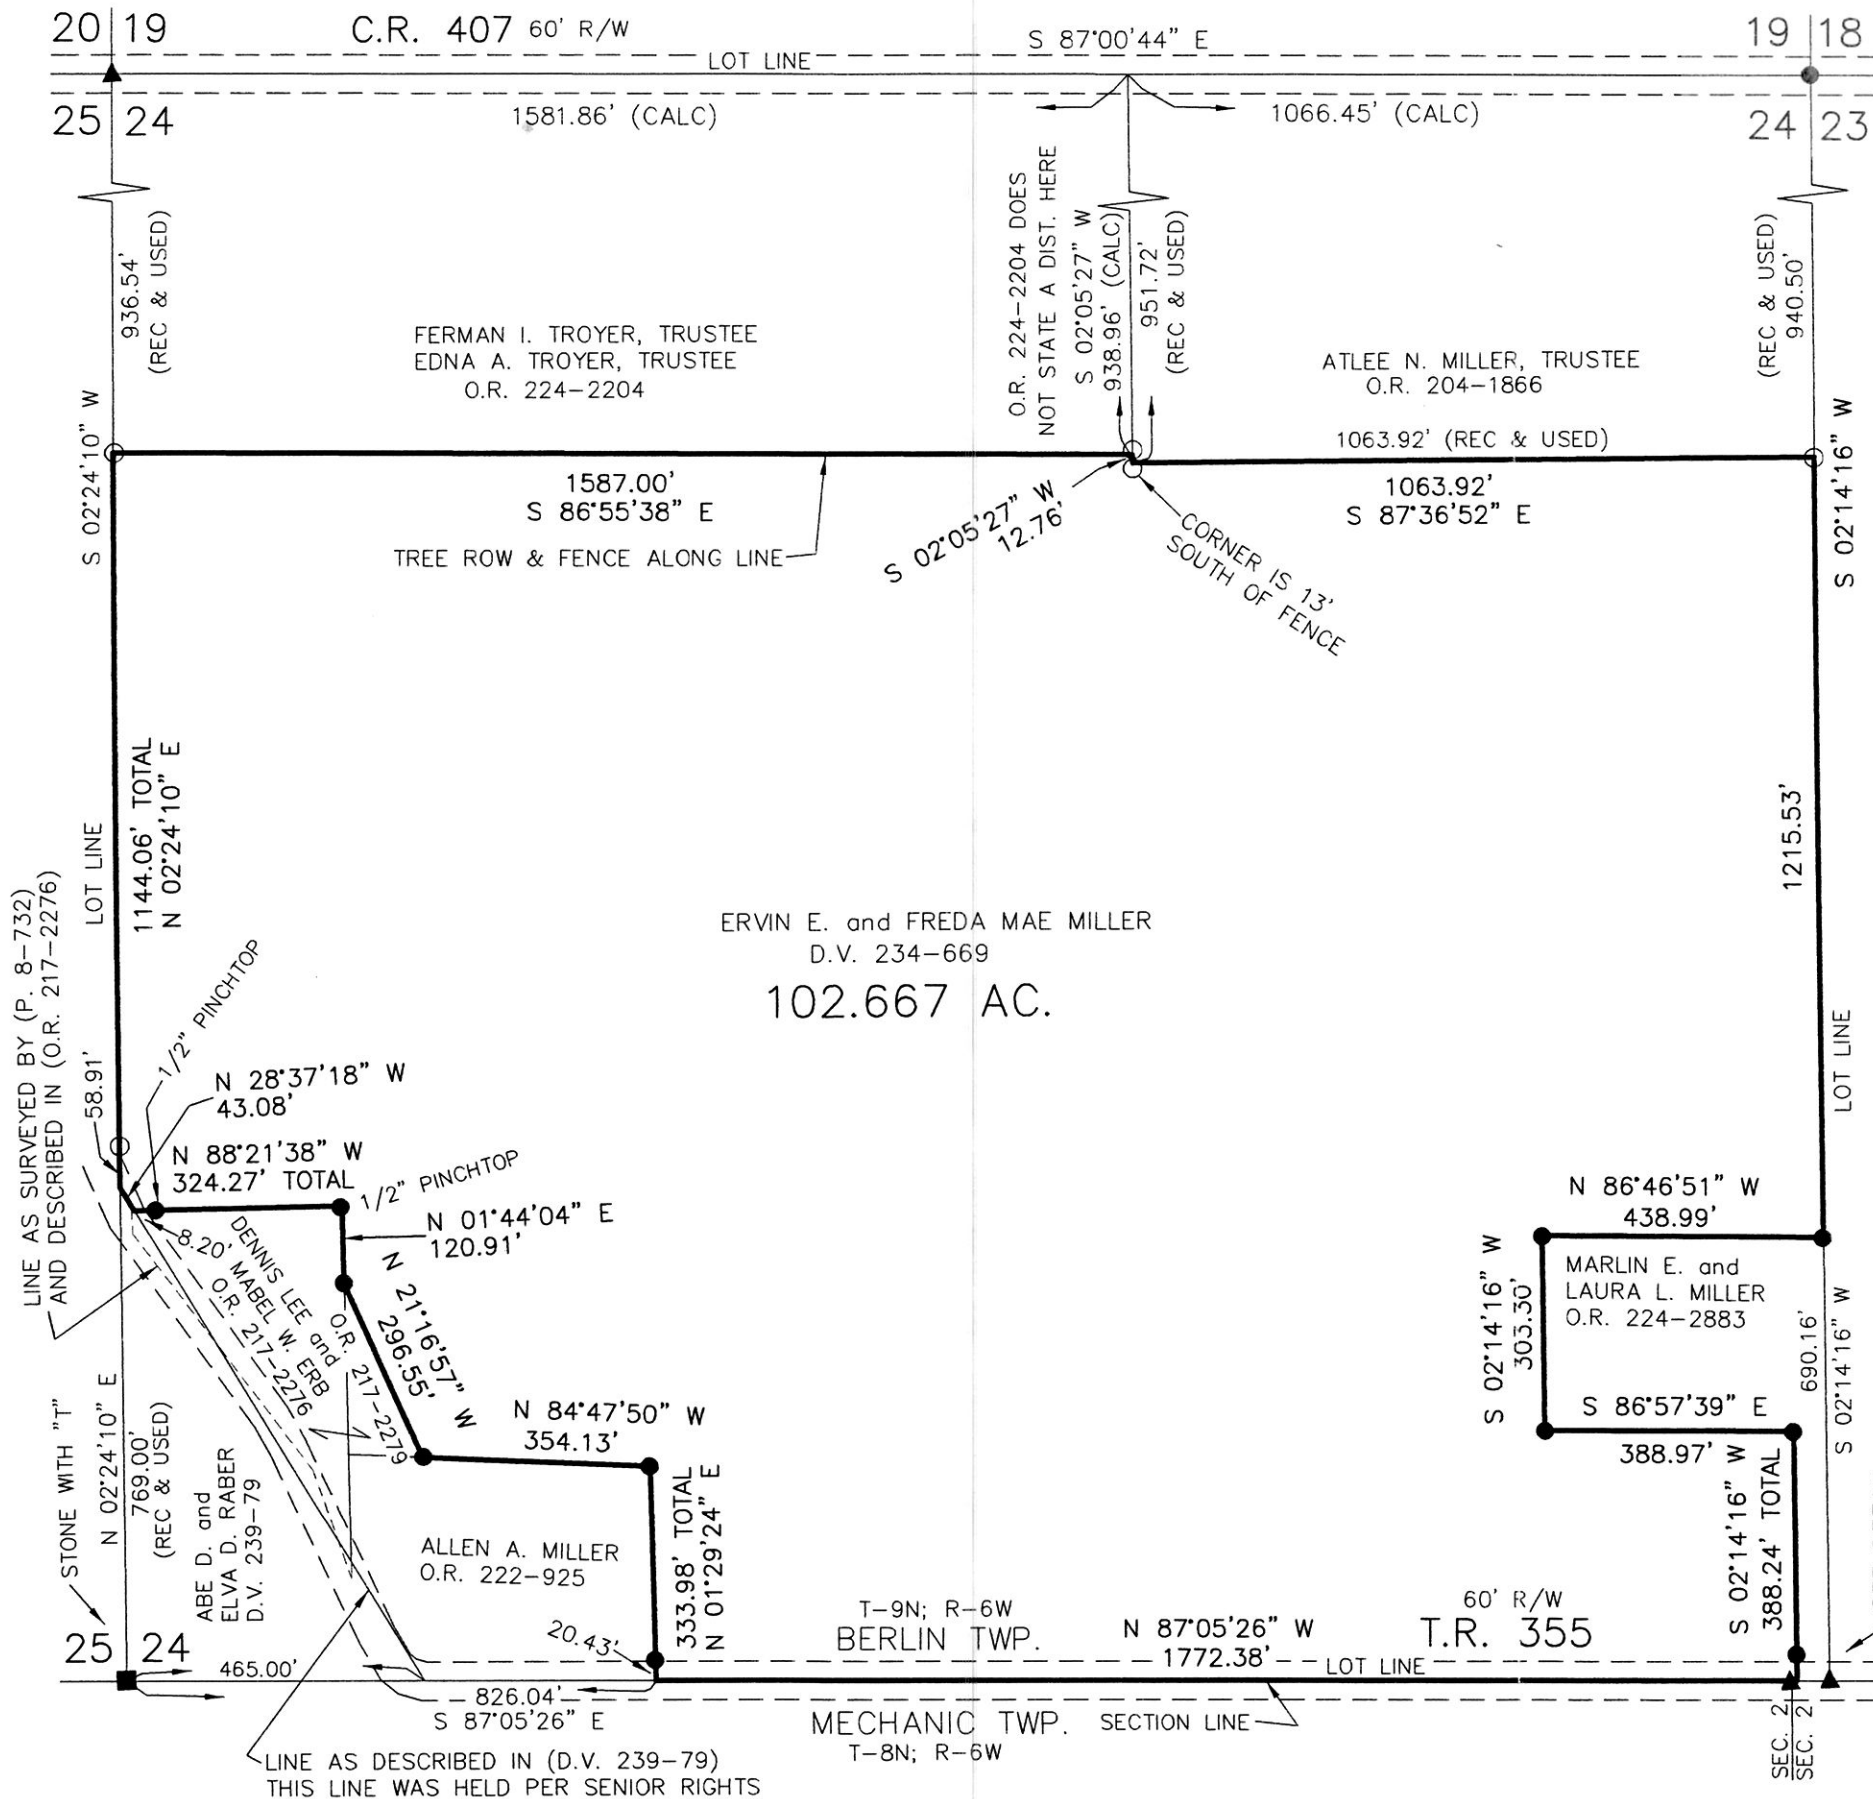 20 19
C.R. 407 60' R/W
LOT LINE
S 87°00'44" E
19 18
25 24
1581.86' (CALC)
1066.45' (CALC)
24 23
936.54'
(REC & USED)
S 02°24'10" W
FERMAN I. TROYER, TRUSTEE
EDNA A. TROYER, TRUSTEE
O.R. 224-2204
O.R. 224-2204 DOES
NOT STATE A DIST. HERE
S 02°05'27" W
938.96' (CALC)
951.72'
(REC & USED)
ATLEE N. MILLER, TRUSTEE
O.R. 204-1866
1063.92' (REC & USED)
(REC & USED)
940.50'
S 02°14'16" W
1587.00'
S 86°55'38" E
TREE ROW & FENCE ALONG LINE
S 02°05'27" W
12.76'
CORNER IS 13'
SOUTH OF FENCE
1063.92'
S 87°36'52" E
1144.06' TOTAL
N 02°24'10" E
LOT LINE
1215.53'
LOT LINE
ERVIN E. and FREDA MAE MILLER
D.V. 234-669
102.667 AC.
LINE AS SURVEYED BY (P. 8-732)
AND DESCRIBED IN (O.R. 217-2276)
58.91'
1/2" PINCHTOP
N 28°37'18" W
43.08'
N 88°21'38" W
324.27' TOTAL
1/2" PINCHTOP
N 01°44'04" E
120.91'
8.20'
DENNIS LEE and
MABEL W. ERB
O.R. 217-2276
O.R. 217-2279
N 21°16'57" W
296.55'
N 84°47'50" W
354.13'
N 86°46'51" W
438.99'
S 02°14'16" W
303.30'
MARLIN E. and
LAURA L. MILLER
O.R. 224-2883
690.16'
S 02°14'16" W
S 86°57'39" E
388.97'
S 02°14'16" W
388.24' TOTAL
STONE WITH "T"
N 02°24'10" E
769.00'
(REC & USED)
ABE D. and
ELVA D. RABER
D.V. 239-79
ALLEN A. MILLER
O.R. 222-925
333.98' TOTAL
N 01°29'24" E
20.43'
T-9N; R-6W
BERLIN TWP.
N 87°05'26" W
1772.38'
60' R/W
T.R. 355
LOT LINE
25 24
465.00'
826.04'
S 87°05'26" E
MECHANIC TWP.
T-8N; R-6W
SECTION LINE
SEC. 2
SEC. 2
LINE AS DESCRIBED IN (D.V. 239-79)
THIS LINE WAS HELD PER SENIOR RIGHTS